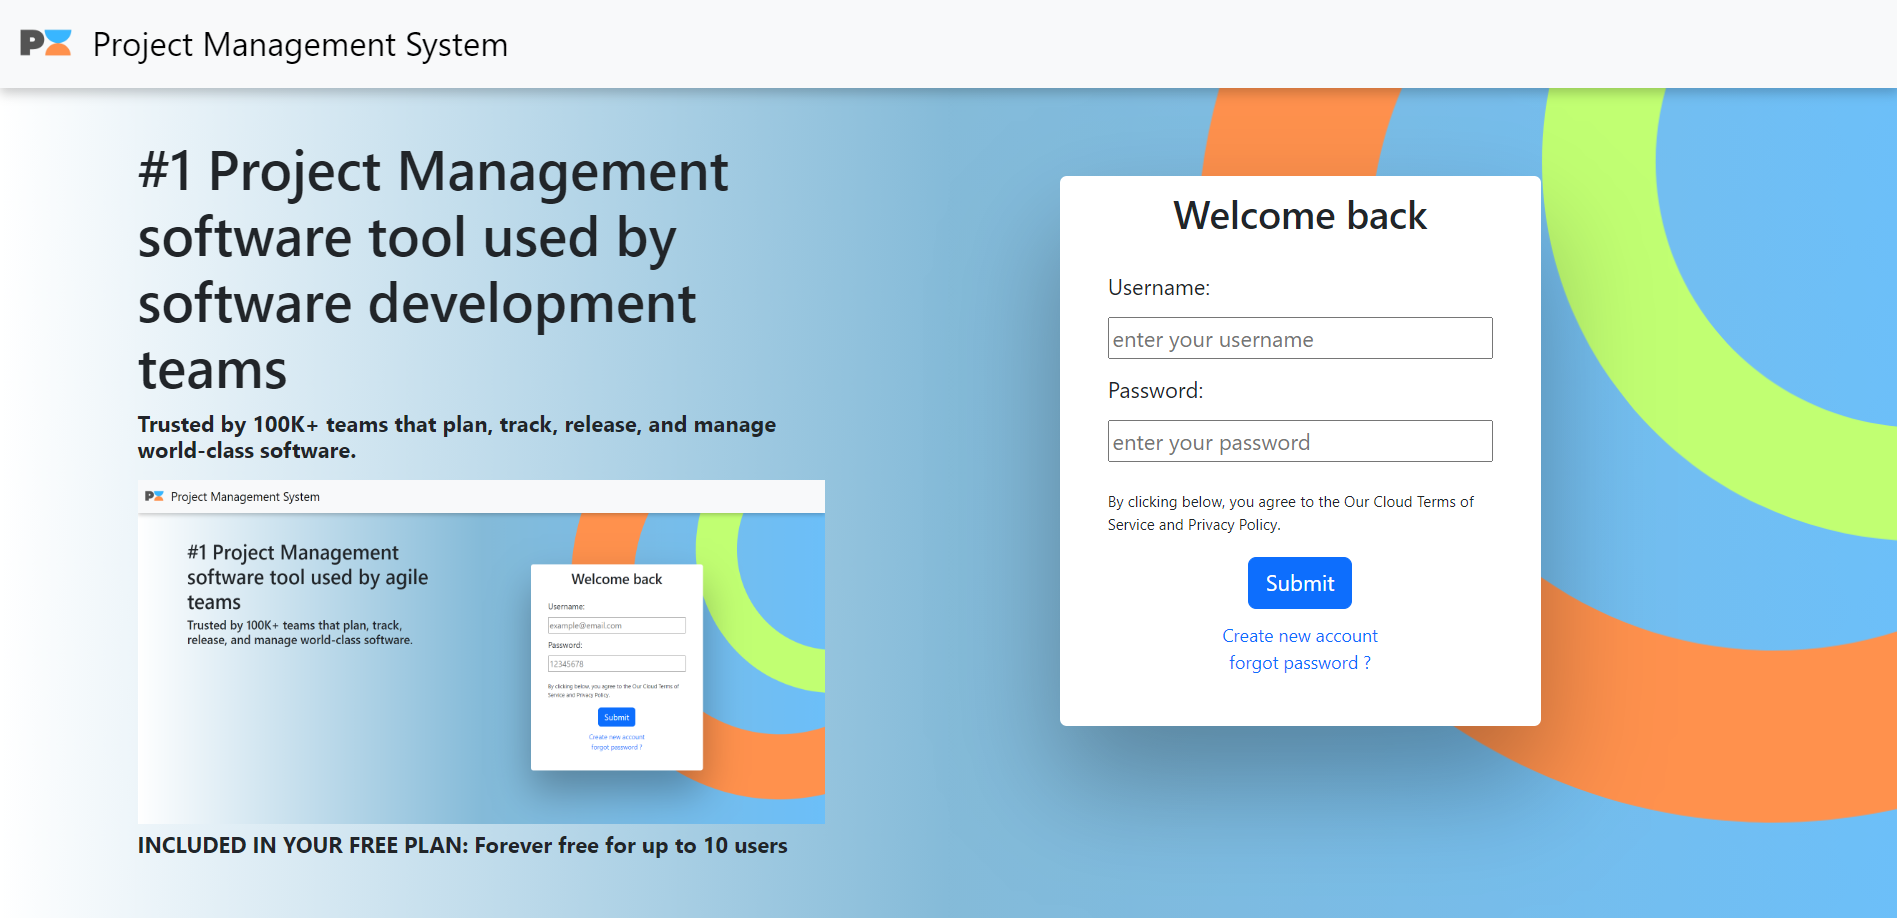 Project Management System
#1 Project Management
software tool used by
software development
teams
Trusted by 100K+ teams that plan, track, release, and manage
world-class software.
Project Management System
#1 Project Management
software tool used by agile
teams
Trusted by 100K+ teams that plan, track,
release, and manage world-class software.
Welcome back
Username:
example@email.com
Password:
12345678
By clicking below, you agree to the Our Cloud Terms of
Service and Privacy Policy.
Submit
Create new account
forgot password ?
INCLUDED IN YOUR FREE PLAN: Forever free for up to 10 users
Welcome back
Username:
enter your username
Password:
enter your password
By clicking below, you agree to the Our Cloud Terms of
Service and Privacy Policy.
Submit
Create new account
forgot password ?